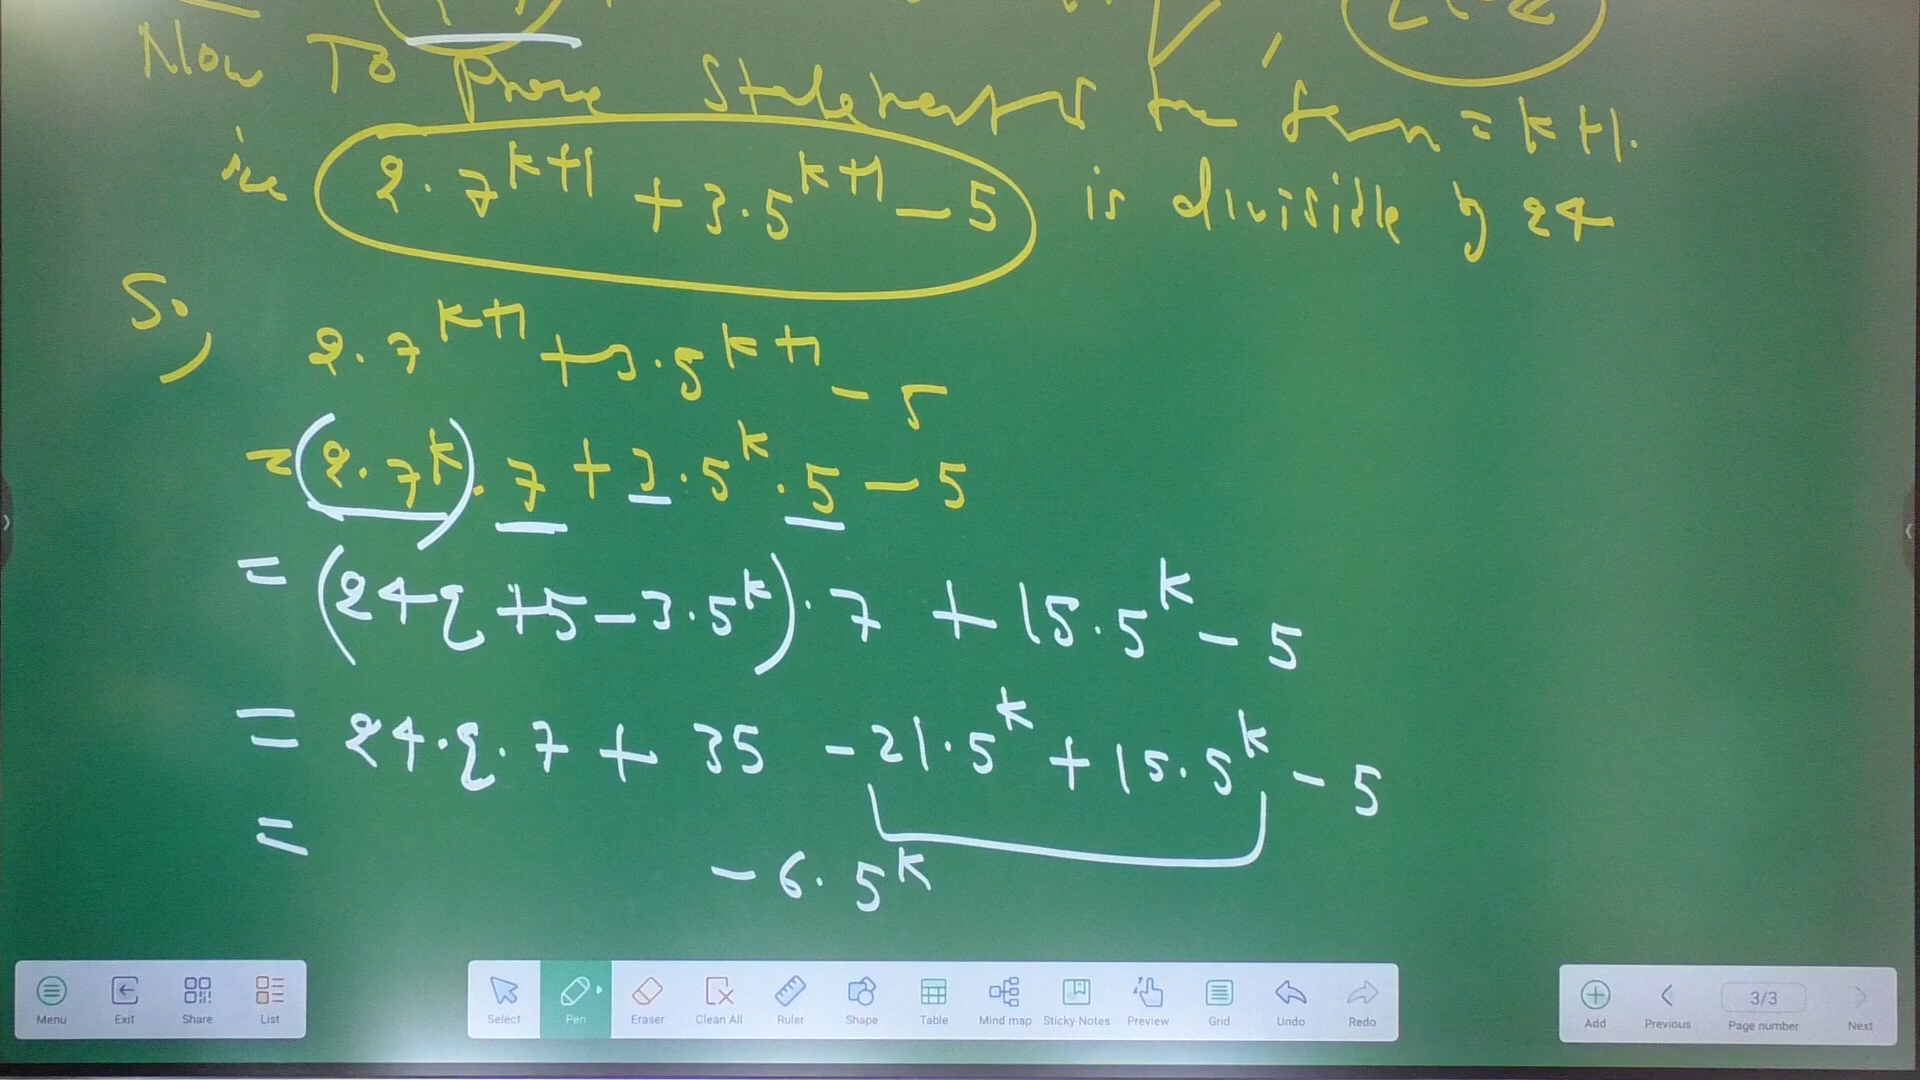 Now To prove Statement is true for n = k+1.
ie 2·7^{k+1} + 3·5^{k+1} - 5 is divisible by 24
So, 2·7^{k+1} + 3·5^{k+1} - 5
= (2·7^k)·7 + 3·5^k·5 - 5
= (24q + 5 - 3·5^k)·7 + 15·5^k - 5
= 24·q·7 + 35 - 21·5^k + 15·5^k - 5
=
- 6·5^k
Menu Exit Share List Select Pen Eraser Clean All Ruler Shape Table Mind map Sticky-Notes Preview Grid Undo Redo Add Previous 3/3 Page number Next